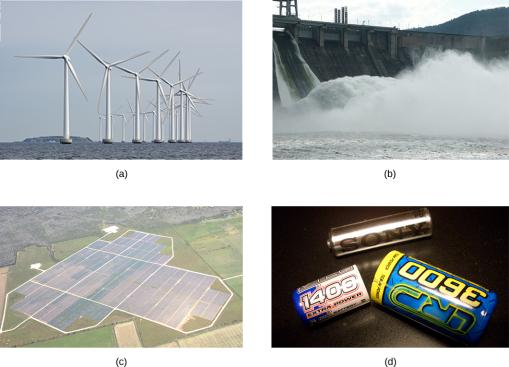 (a)
(b)
SONY
1400
EXTRA POWER
3600
(c)
(d)